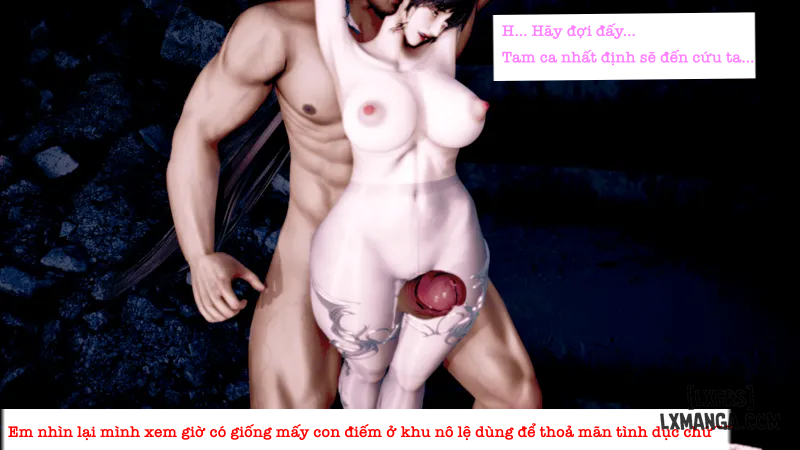 H... Hãy đợi đấy...
Tam ca nhất định sẽ đến cứu ta...
[LXERS]
LXMANGA.COM
Em nhìn lại mình xem giờ có giống mấy con điếm ở khu nô lệ dùng để thoả mãn tình dục chứ